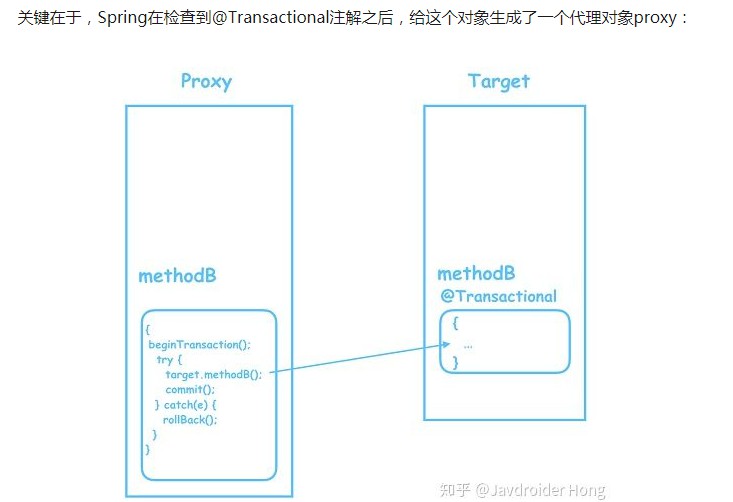 关键在于，Spring在检查到@Transactional注解之后，给这个对象生成了一个代理对象proxy：
Proxy
Target
methodB
{
beginTransaction();
try {
target.methodB();
commit();
} catch(e) {
rollBack();
}
}
methodB
@Transactional
{
...
}
知乎 @Javdroider Hong